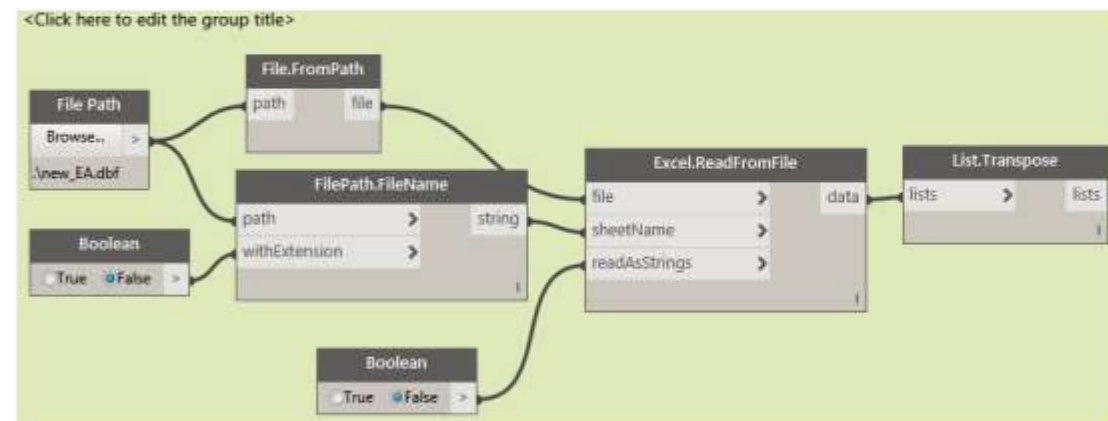 <Click here to edit the group title>
File.FromPath
path file
File Path
Browse... >
.\new_EA.dbf
FilePath.FileName
path > string
withExtension >
Boolean
True False >
Excel.ReadFromFile
file > data
sheetName >
readAsStrings >
List.Transpose
lists > lists
Boolean
True False >